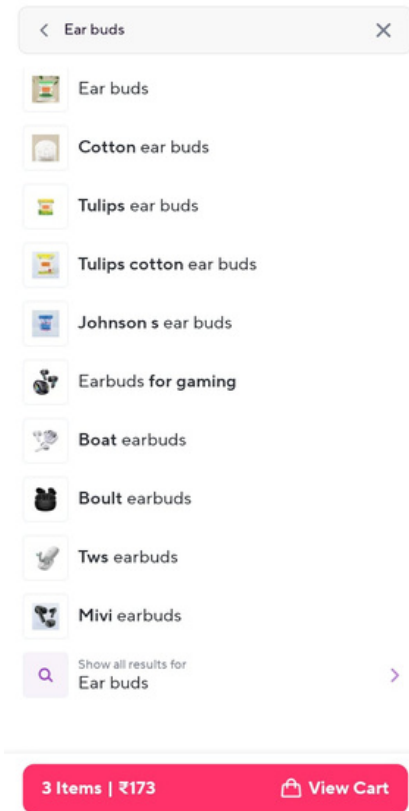 Ear buds
Ear buds
Cotton ear buds
Tulips ear buds
Tulips cotton ear buds
Johnson s ear buds
Earbuds for gaming
Boat earbuds
Boult earbuds
Tws earbuds
Mivi earbuds
Show all results for
Ear buds
3 Items | ₹173 View Cart